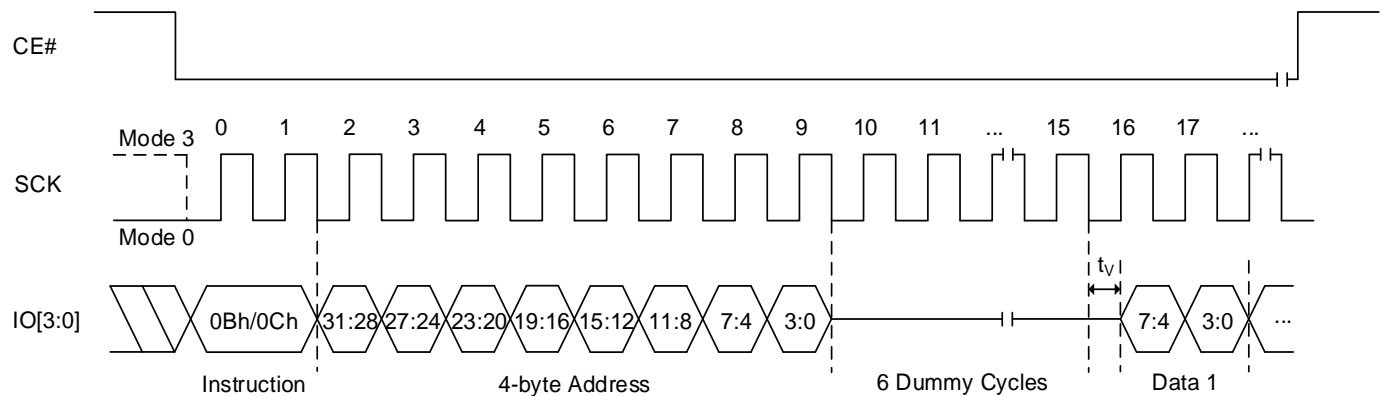 CE#
Mode 3
0 1 2 3 4 5 6 7 8 9 10 11 ... 15 16 17 ...
SCK
Mode 0
tV
IO[3:0]
0Bh/0Ch 31:28 27:24 23:20 19:16 15:12 11:8 7:4 3:0 7:4 3:0 ...
Instruction 4-byte Address 6 Dummy Cycles Data 1